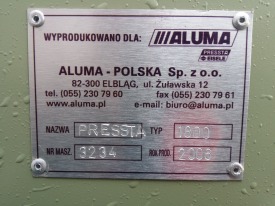 WYPRODUKOWANO DLA: ALUMA
PRESSTA
EISELE
ALUMA - POLSKA Sp. z o.o.
82-300 ELBLĄG, ul. Żuławska 12
tel. (055) 230 79 60 fax (055) 230 79 61
www.aluma.pl e-mail: biuro@aluma.pl
NAZWA PRESSTA TYP 1800
NR MASZ. 3234 ROK PROD.